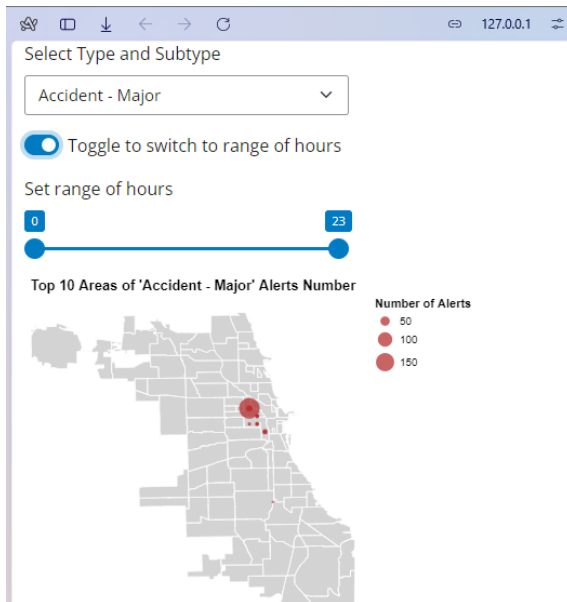 127.0.0.1
Select Type and Subtype
Accident - Major
Toggle to switch to range of hours
Set range of hours
0
23
Top 10 Areas of 'Accident - Major' Alerts Number
Number of Alerts
50
100
150